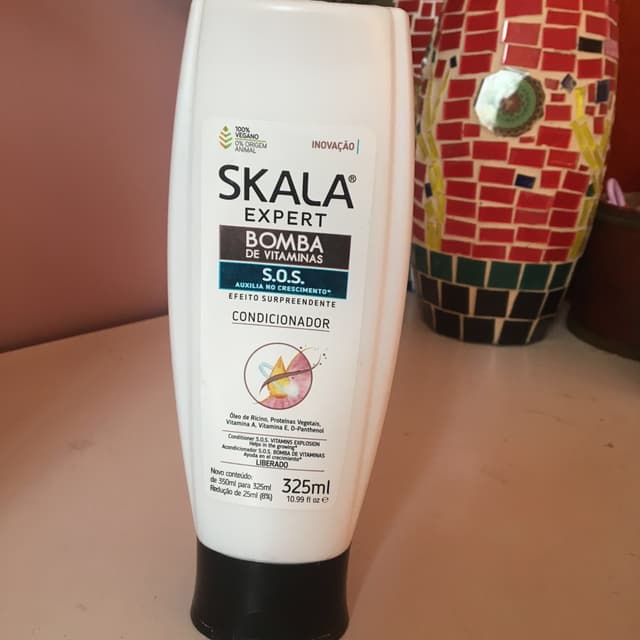 100%
VEGANO
0% ORIGEM
ANIMAL
INOVAÇÃO
SKALA®
EXPERT
BOMBA
DE VITAMINAS
S.O.S.
AUXILIA NO CRESCIMENTO*
EFEITO SURPREENDENTE
CONDICIONADOR
Óleo de Rícino, Proteínas Vegetais,
Vitamina A, Vitamina E, D-Panthenol
Conditioner S.O.S. VITAMINS EXPLOSION
Helps in the growing*
Acondicionador S.O.S. BOMBA DE VITAMINAS
Ayuda en el crecimiento*
LIBERADO
Novo conteúdo:
de 350ml para 325ml
Redução de 25ml (8%)
325ml
10.99 fl oz e